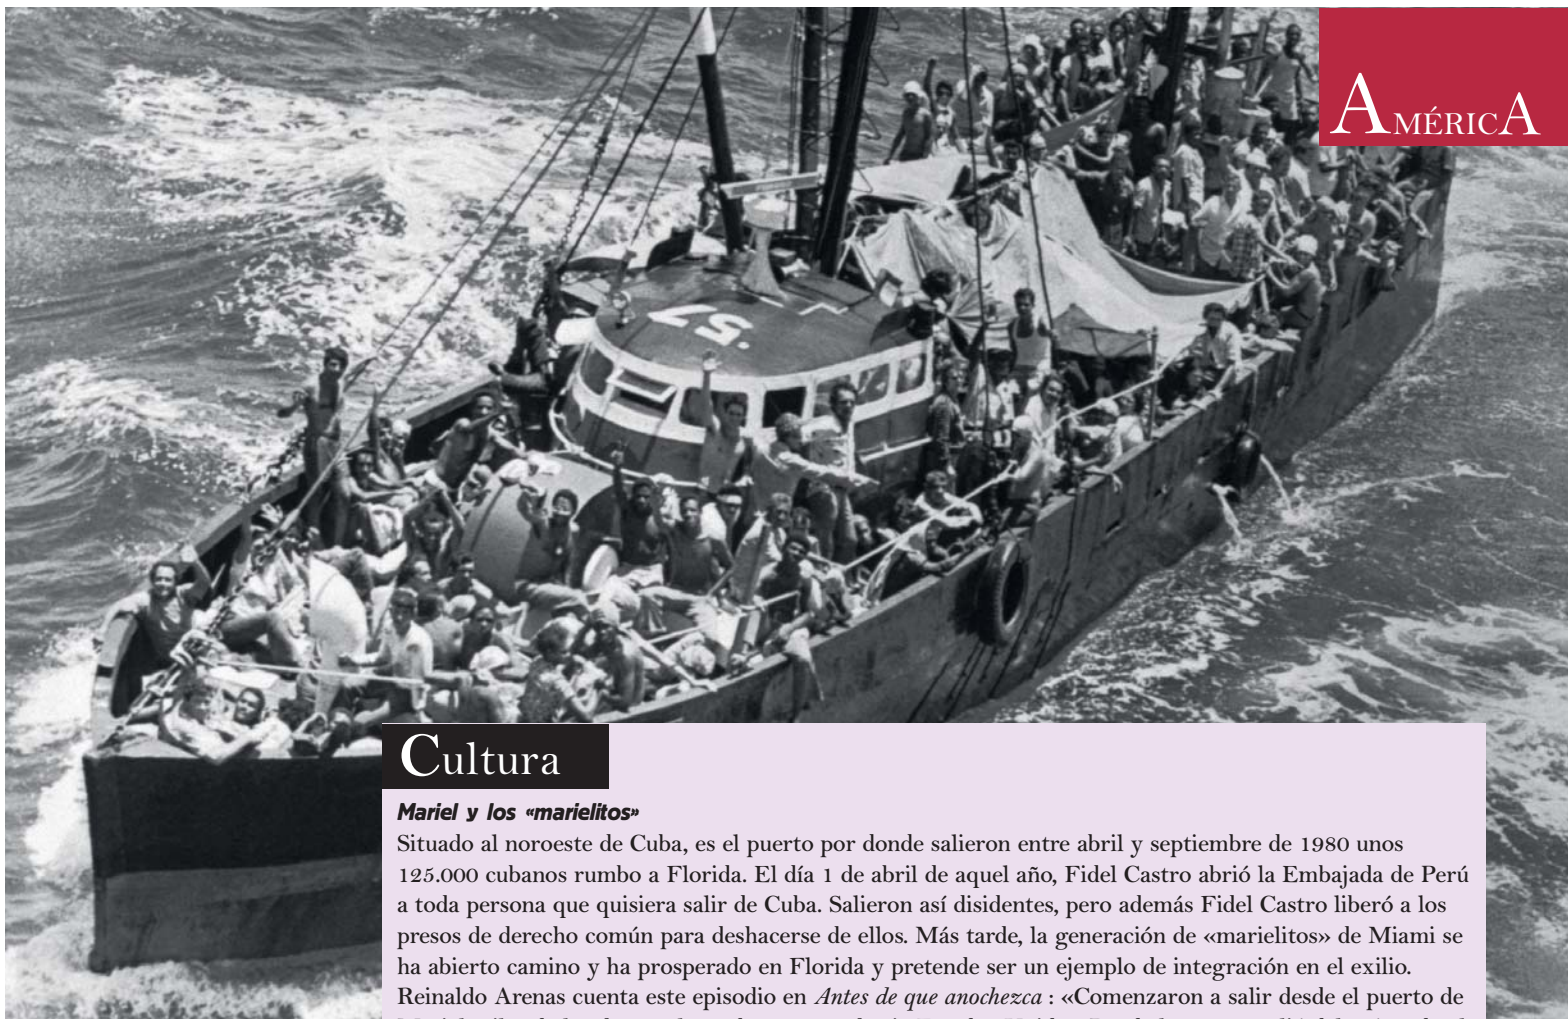 AMÉRICA
57
Cultura
Mariel y los «marielitos»
Situado al noroeste de Cuba, es el puerto por donde salieron entre abril y septiembre de 1980 unos
125.000 cubanos rumbo a Florida. El día 1 de abril de aquel año, Fidel Castro abrió la Embajada de Perú
a toda persona que quisiera salir de Cuba. Salieron así disidentes, pero además Fidel Castro liberó a los
presos de derecho común para deshacerse de ellos. Más tarde, la generación de «marielitos» de Miami se
ha abierto camino y ha prosperado en Florida y pretende ser un ejemplo de integración en el exilio.
Reinaldo Arenas cuenta este episodio en Antes de que anochezca : «Comenzaron a salir desde el puerto de